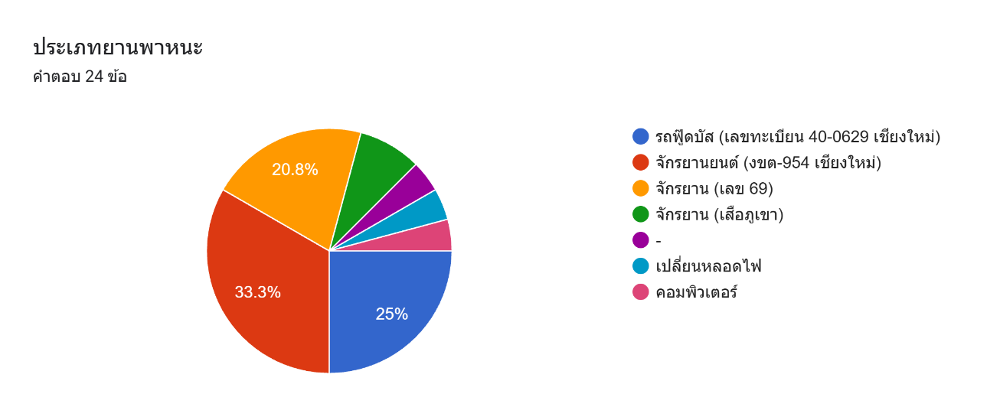 ประเภทยานพาหนะ
คำตอบ 24 ข้อ
20.8%
33.3%
25%
รถฟู๊ดบัส (เลขทะเบียน 40-0629 เชียงใหม่)
จักรยานยนต์ (งขต-954 เชียงใหม่)
จักรยาน (เลข 69)
จักรยาน (เสือภูเขา)
-
เปลี่ยนหลอดไฟ
คอมพิวเตอร์